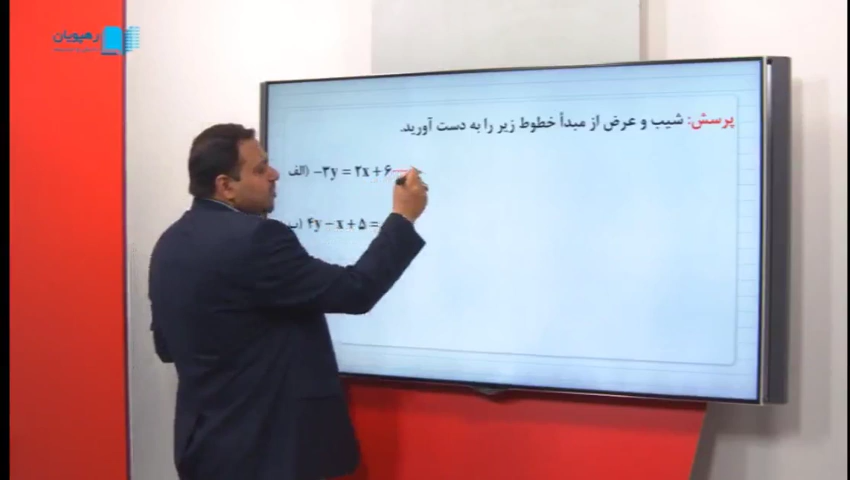 رهپویان
پرسش: شیب و عرض از مبدأ خطوط زیر را به دست آورید.
الف) -۳y = ۲x + ۶
ب) ۴y - x + ۵ =